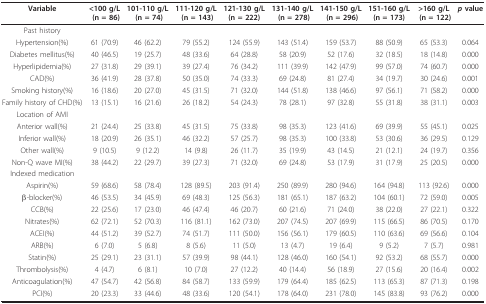 Variable <100 g/L (n = 86) 101-110 g/L (n = 74) 111-120 g/L (n = 143) 121-130 g/L (n = 222) 131-140 g/L (n = 278) 141-150 g/L (n = 296) 151-160 g/L (n = 173) >160 g/L (n = 122) p value
Past history
Hypertension(%) 61 (70.9) 46 (62.2) 79 (55.2) 124 (55.9) 143 (51.4) 159 (53.7) 88 (50.9) 65 (53.3) 0.064
Diabetes mellitus(%) 40 (46.5) 19 (25.7) 48 (33.6) 64 (28.8) 58 (20.9) 52 (17.6) 32 (18.5) 18 (14.8) 0.000
Hyperlipidemia(%) 27 (31.8) 29 (39.1) 39 (27.4) 76 (34.2) 111 (39.9) 142 (47.9) 99 (57.0) 74 (60.7) 0.000
CAD(%) 36 (41.9) 28 (37.8) 50 (35.0) 74 (33.3) 69 (24.8) 81 (27.4) 34 (19.7) 30 (24.6) 0.001
Smoking history(%) 16 (18.6) 20 (27.0) 45 (31.5) 71 (32.0) 144 (51.8) 138 (46.6) 97 (56.1) 71 (58.2) 0.000
Family history of CHD(%) 13 (15.1) 16 (21.6) 26 (18.2) 54 (24.3) 78 (28.1) 97 (32.8) 55 (31.8) 38 (31.1) 0.003
Location of AMI
Anterior wall(%) 21 (24.4) 25 (33.8) 45 (31.5) 75 (33.8) 98 (35.3) 123 (41.6) 69 (39.9) 55 (45.1) 0.025
Inferior wall(%) 18 (20.9) 26 (35.1) 46 (32.2) 57 (25.7) 98 (35.3) 100 (33.8) 53 (30.6) 36 (29.5) 0.129
Other wall(%) 9 (10.5) 9 (12.2) 14 (9.8) 26 (11.7) 35 (19.9) 43 (14.5) 21 (12.1) 24 (19.7) 0.356
Non-Q wave MI(%) 38 (44.2) 22 (29.7) 39 (27.3) 71 (32.0) 69 (24.8) 53 (17.9) 31 (17.9) 25 (20.5) 0.000
Indexed medication
Aspirin(%) 59 (68.6) 58 (78.4) 128 (89.5) 203 (91.4) 250 (89.9) 280 (94.6) 164 (94.8) 113 (92.6) 0.000
β-blocker(%) 46 (53.5) 34 (45.9) 69 (48.3) 125 (56.3) 181 (65.1) 187 (63.2) 104 (60.1) 72 (59.0) 0.005
CCB(%) 22 (25.6) 17 (23.0) 46 (47.4) 46 (20.7) 60 (21.6) 71 (24.0) 38 (22.0) 27 (22.1) 0.322
Nitrates(%) 62 (72.1) 52 (70.3) 116 (81.1) 162 (73.0) 207 (74.5) 207 (69.9) 115 (66.5) 86 (70.5) 0.170
ACEI(%) 44 (51.2) 39 (52.7) 74 (51.7) 111 (50.0) 156 (56.1) 179 (60.5) 110 (63.6) 69 (56.6) 0.104
ARB(%) 6 (7.0) 5 (6.8) 8 (5.6) 11 (5.0) 13 (4.7) 19 (6.4) 9 (5.2) 7 (5.7) 0.981
Statin(%) 25 (29.1) 23 (31.1) 57 (39.9) 98 (44.1) 128 (46.0) 160 (54.1) 92 (53.2) 68 (55.7) 0.000
Thrombolysis(%) 4 (4.7) 6 (8.1) 10 (7.0) 27 (12.2) 40 (14.4) 56 (18.9) 27 (15.6) 20 (16.4) 0.002
Anticoagulation(%) 47 (54.7) 42 (56.8) 84 (58.7) 133 (59.9) 179 (64.4) 185 (62.5) 113 (65.3) 87 (71.3) 0.198
PCI(%) 20 (23.3) 33 (44.6) 48 (33.6) 120 (54.1) 178 (64.0) 231 (78.0) 145 (83.8) 93 (76.2) 0.000